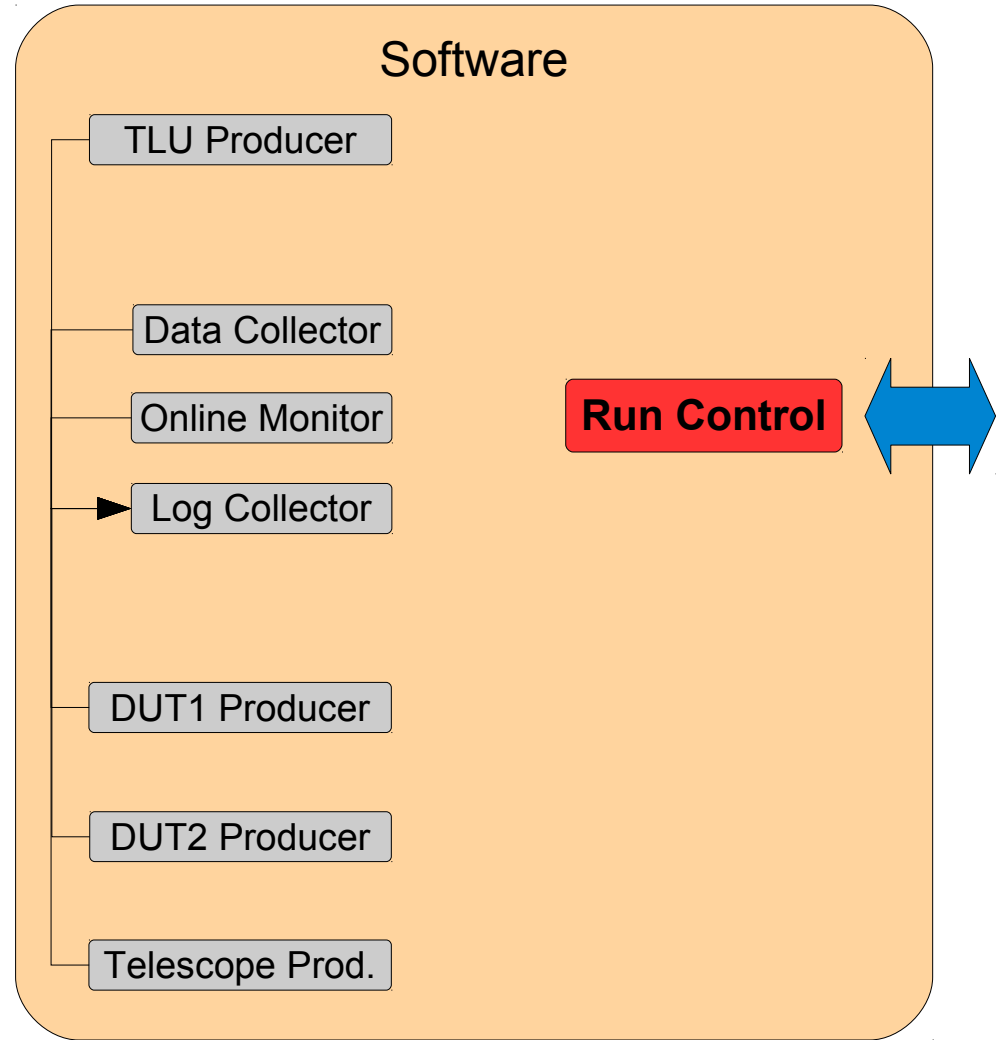 Software
TLU Producer
Data Collector
Online Monitor
Run Control
Log Collector
DUT1 Producer
DUT2 Producer
Telescope Prod.